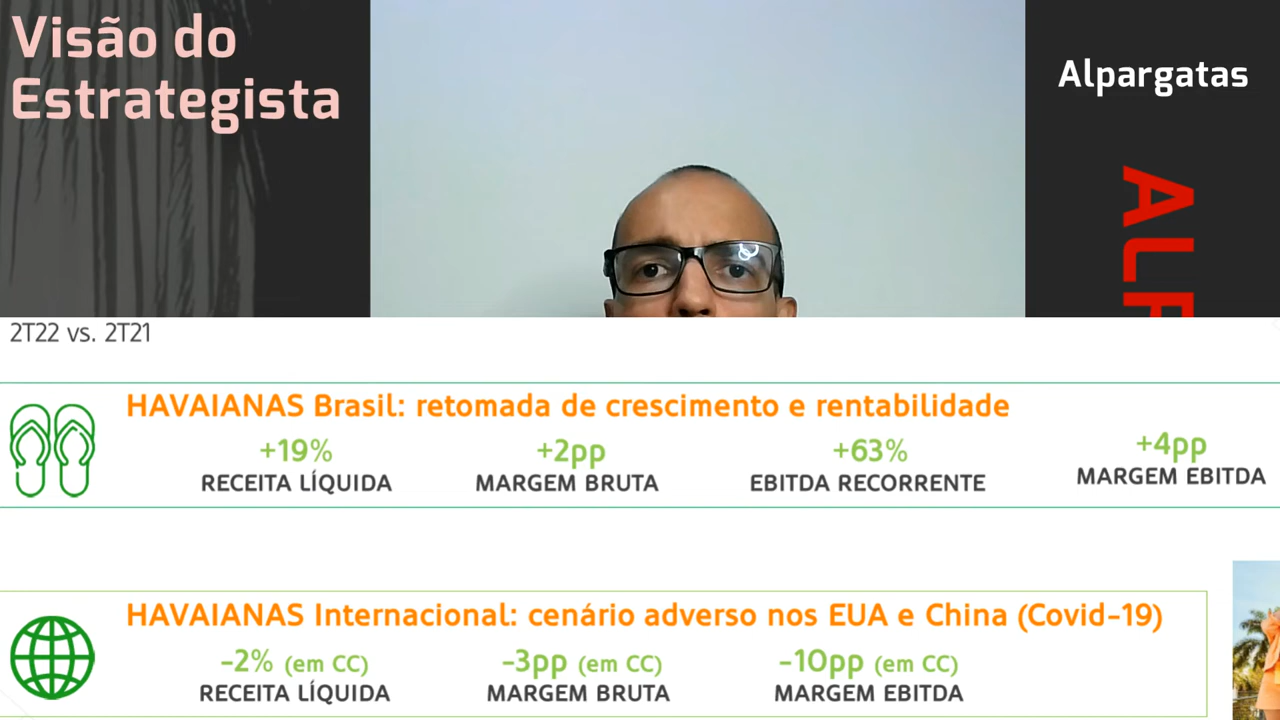 Visão do
Estrategista
Alpargatas
ALP
2T22 vs. 2T21
HAVAIANAS Brasil: retomada de crescimento e rentabilidade
+19%
RECEITA LÍQUIDA
+2pp
MARGEM BRUTA
+63%
EBITDA RECORRENTE
+4pp
MARGEM EBITDA
HAVAIANAS Internacional: cenário adverso nos EUA e China (Covid-19)
-2% (em CC)
RECEITA LÍQUIDA
-3pp (em CC)
MARGEM BRUTA
-10pp (em CC)
MARGEM EBITDA